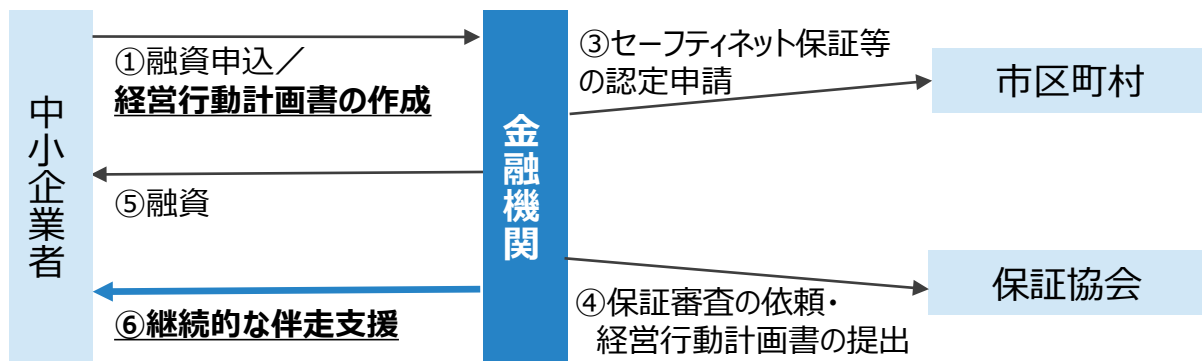 中小企業者
①融資申込／
経営行動計画書の作成
⑤融資
⑥継続的な伴走支援
金融機関
③セーフティネット保証等
の認定申請
④保証審査の依頼・
経営行動計画書の提出
市区町村
保証協会